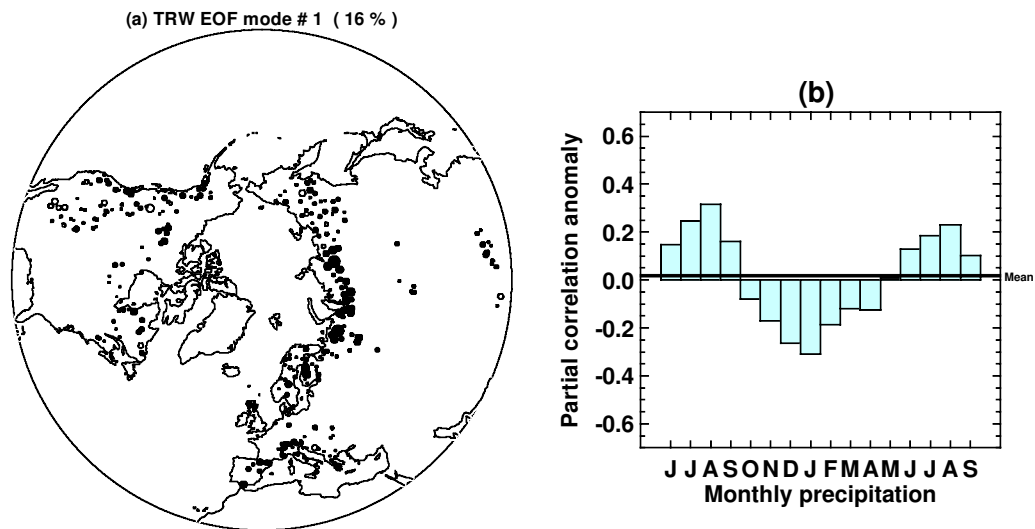 (a) TRW EOF mode # 1 ( 16 % )
(b)
Partial correlation anomaly
0.6
0.4
0.2
0.0
-0.2
-0.4
-0.6
Mean
J J A S O N D J F M A M J J A S
Monthly precipitation